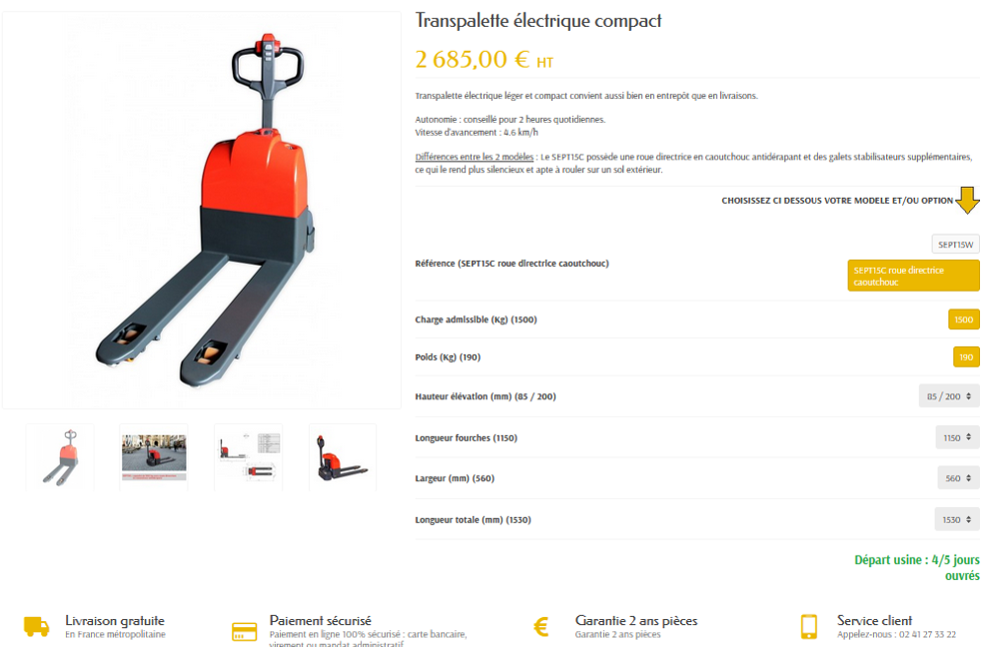 Transpalette électrique compact
2 685,00 € HT
Transpalette électrique léger et compact convient aussi bien en entrepôt que en livraisons.
Autonomie : conseillé pour 2 heures quotidiennes.
Vitesse d'avancement : 4.6 km/h
Différences entre les 2 modèles : Le SEPT15C possède une roue directrice en caoutchouc antidérapant et des galets stabilisateurs supplémentaires,
ce qui le rend plus silencieux et apte à rouler sur un sol extérieur.
CHOISISSEZ CI DESSOUS VOTRE MODELE ET/OU OPTION
SEPT15W
Référence (SEPT15C roue directrice caoutchouc)
SEPT15C roue directrice
caoutchouc
Charge admissible (Kg) (1500)
1500
Poids (Kg) (190)
190
Hauteur élévation (mm) (85 / 200)
85 / 200
Longueur fourches (1150)
1150
Largeur (mm) (560)
560
Longueur totale (mm) (1530)
1530
Départ usine : 4/5 jours
ouvrés
Livraison gratuite
En France métropolitaine
Paiement sécurisé
Paiement en ligne 100% sécurisé : carte bancaire,
virement ou mandat administratif
Garantie 2 ans pièces
Garantie 2 ans pièces
Service client
Appelez-nous : 02 41 27 33 22